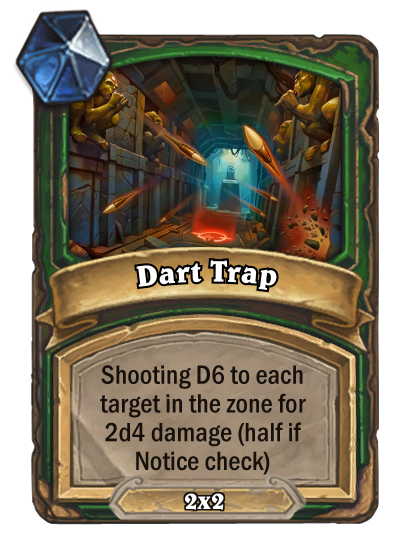 Dart Trap
Shooting D6 to each
target in the zone for
2d4 damage (half if
Notice check)
2x2